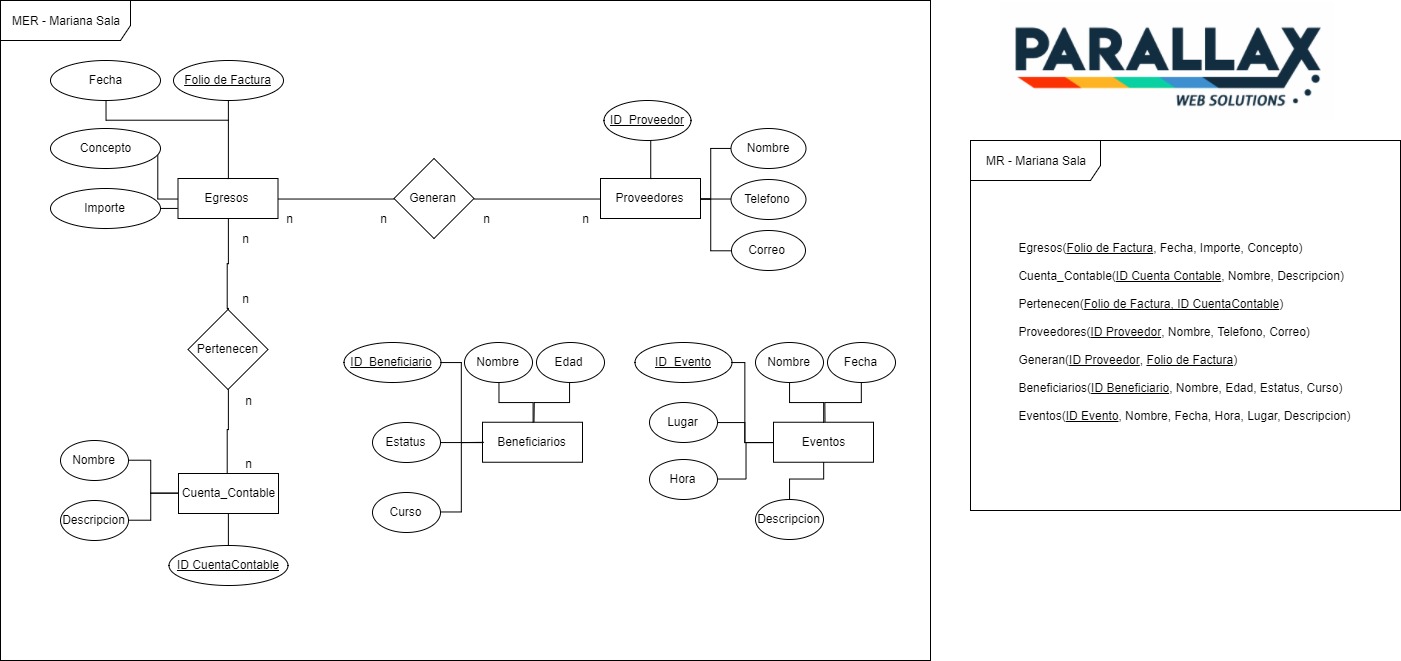 MER - Mariana Sala
Fecha
Folio de Factura
Concepto
Importe
Egresos
n
n
Generan
n
n
ID_Proveedor
Proveedores
Nombre
Telefono
Correo
n
n
Pertenecen
n
n
Nombre
Descripcion
Cuenta_Contable
ID CuentaContable
ID_Beneficiario
Nombre
Edad
Estatus
Beneficiarios
Curso
ID_Evento
Nombre
Fecha
Lugar
Eventos
Hora
Descripcion
PARALLAX
WEB SOLUTIONS
MR - Mariana Sala
Egresos(Folio de Factura, Fecha, Importe, Concepto)
Cuenta_Contable(ID Cuenta Contable, Nombre, Descripcion)
Pertenecen(Folio de Factura, ID CuentaContable)
Proveedores(ID Proveedor, Nombre, Telefono, Correo)
Generan(ID Proveedor, Folio de Factura)
Beneficiarios(ID Beneficiario, Nombre, Edad, Estatus, Curso)
Eventos(ID Evento, Nombre, Fecha, Hora, Lugar, Descripcion)